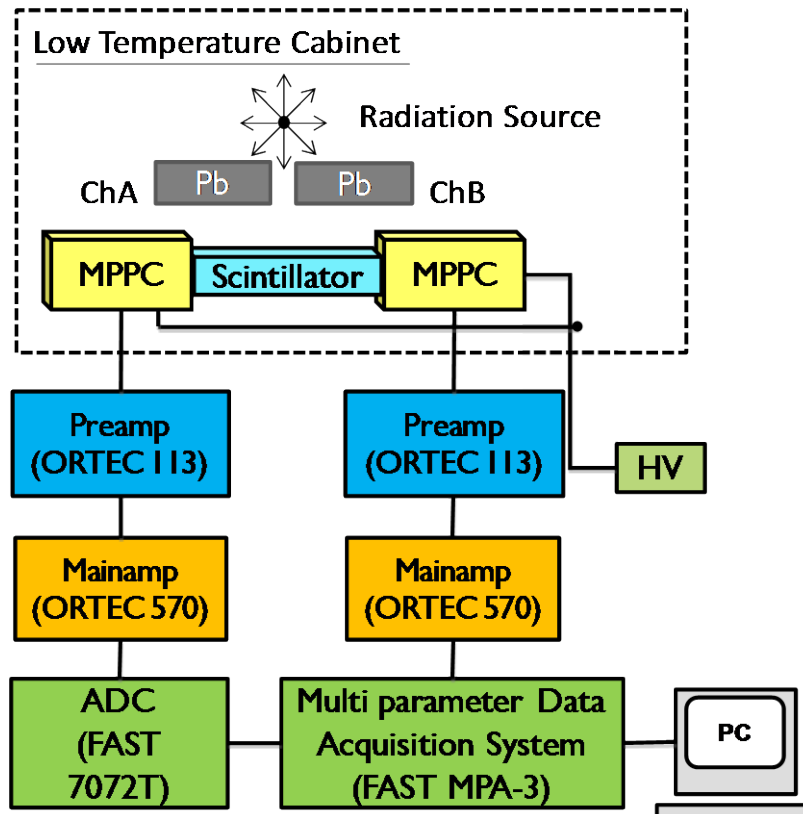 Low Temperature Cabinet
Radiation Source
Pb
Pb
ChA
ChB
MPPC
Scintillator
MPPC
Preamp
(ORTEC 113)
Preamp
(ORTEC 113)
HV
Mainamp
(ORTEC 570)
Mainamp
(ORTEC 570)
ADC
(FAST
7072T)
Multi parameter Data
Acquisition System
(FAST MPA-3)
PC